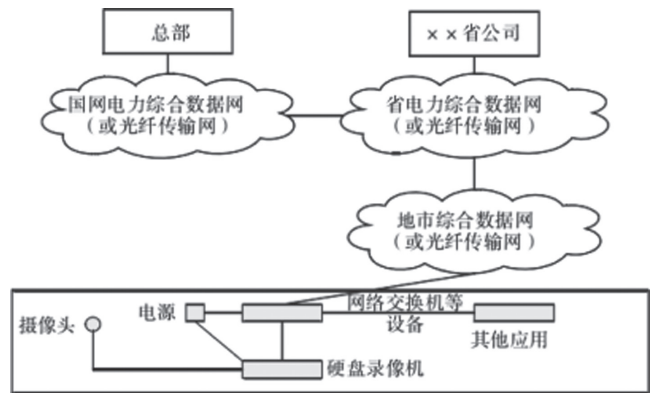 总部
××省公司
国网电力综合数据网
（或光纤传输网）
省电力综合数据网
（或光纤传输网）
地市综合数据网
（或光纤传输网）
摄像头
电源
网络交换机等
设备
其他应用
硬盘录像机